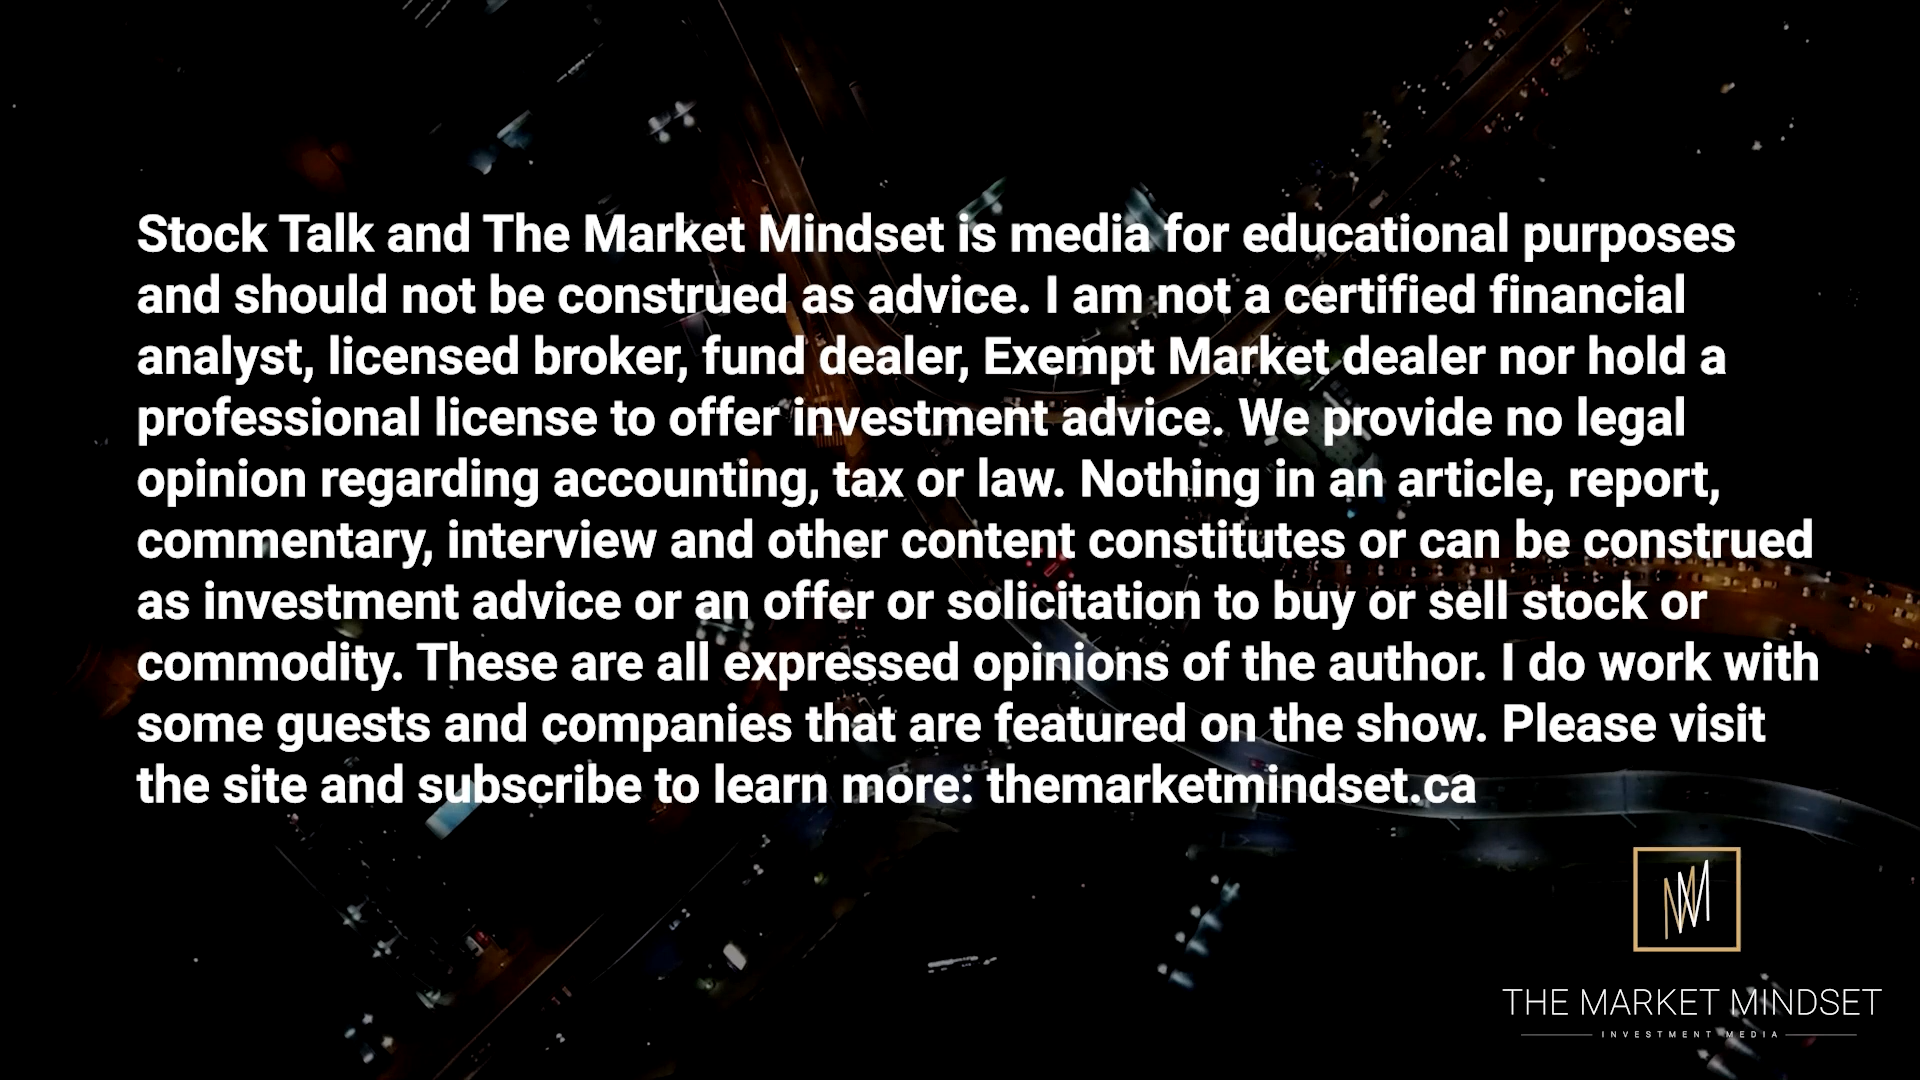 Stock Talk and The Market Mindset is media for educational purposes
and should not be construed as advice. I am not a certified financial
analyst, licensed broker, fund dealer, Exempt Market dealer nor hold a
professional license to offer investment advice. We provide no legal
opinion regarding accounting, tax or law. Nothing in an article, report,
commentary, interview and other content constitutes or can be construed
as investment advice or an offer or solicitation to buy or sell stock or
commodity. These are all expressed opinions of the author. I do work with
some guests and companies that are featured on the show. Please visit
the site and subscribe to learn more: themarketmindset.ca
THE MARKET MINDSET
INVESTMENT MEDIA